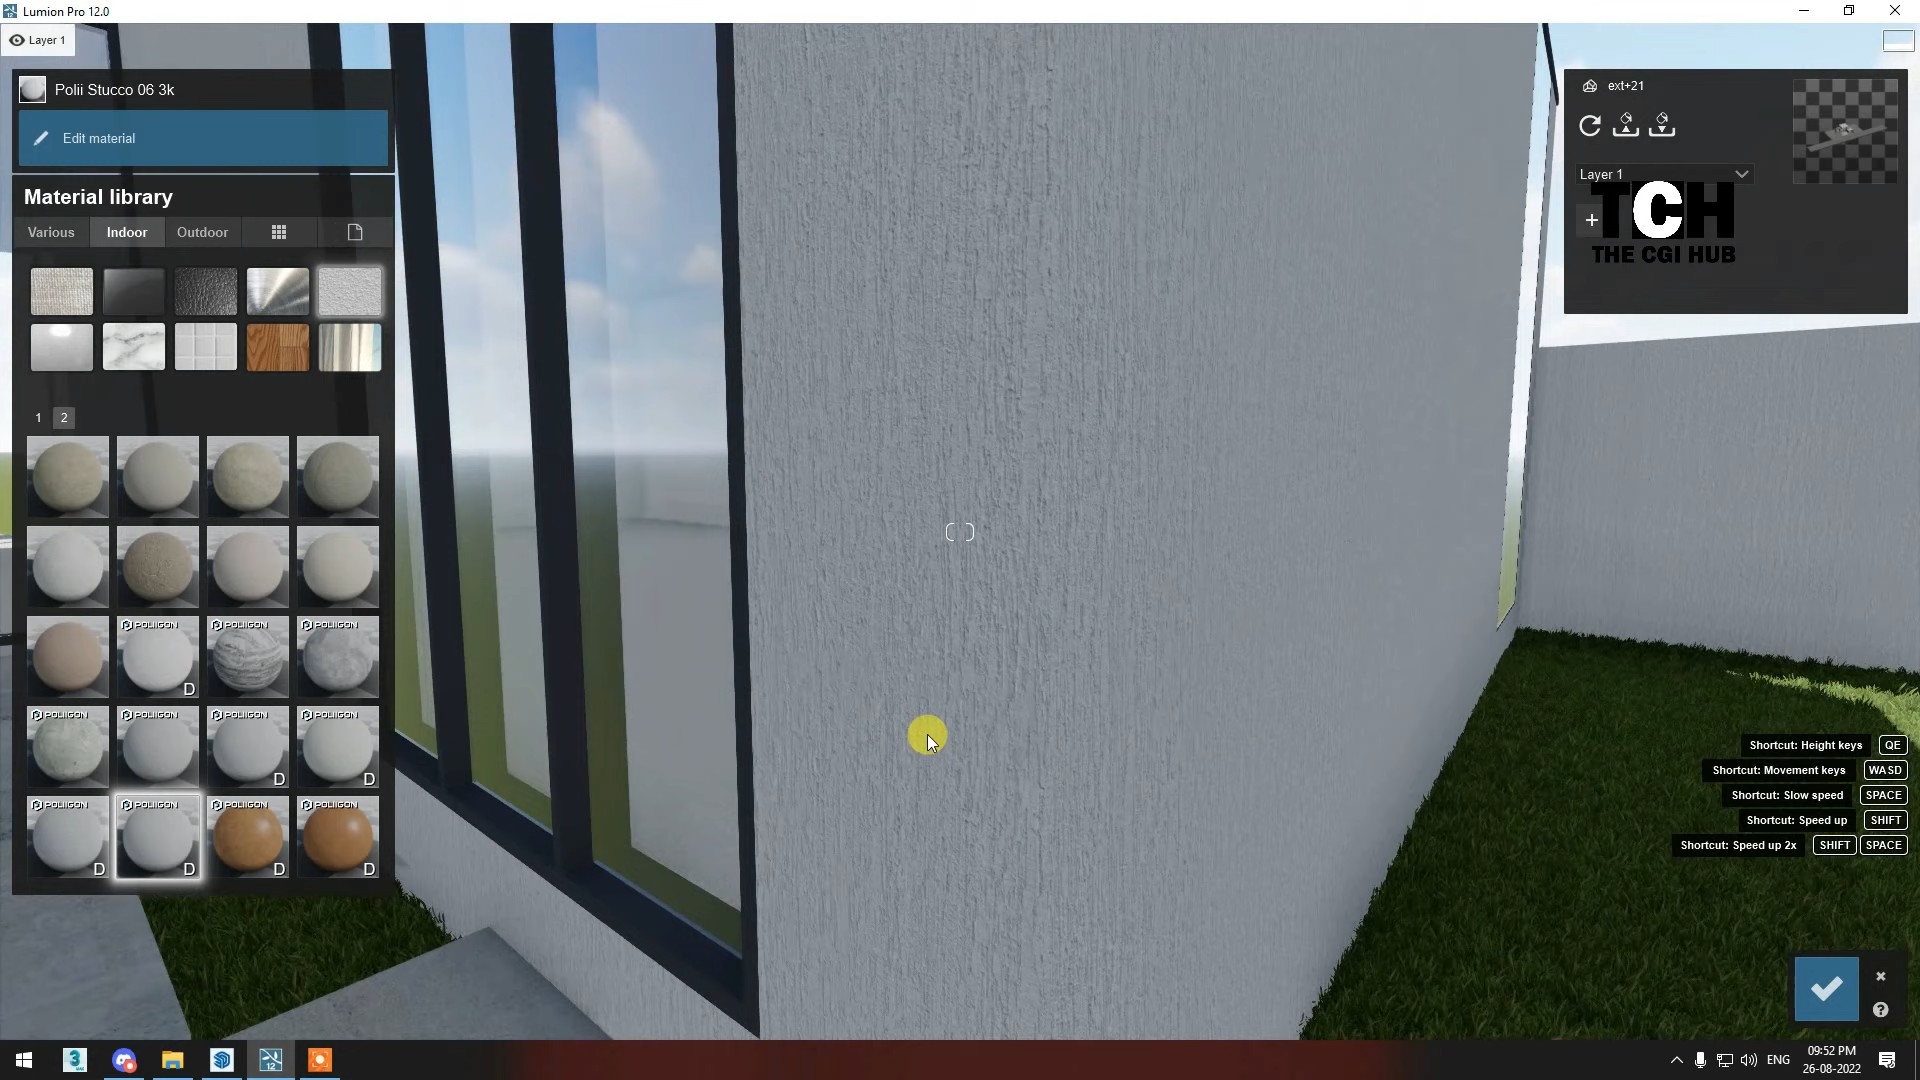 Lumion Pro 12.0
Layer 1
Polii Stucco 06 3k
Edit material
Material library
Various
Indoor
Outdoor
1
2
POLIIGON
D
POLIIGON
POLIIGON
POLIIGON
POLIIGON
POLIIGON
D
POLIIGON
D
POLIIGON
D
POLIIGON
D
POLIIGON
D
POLIIGON
D
ext+21
Layer 1
+
TCH
THE CGI HUB
Shortcut: Height keys QE
Shortcut: Movement keys WASD
Shortcut: Slow speed SPACE
Shortcut: Speed up SHIFT
Shortcut: Speed up 2x SHIFT SPACE
3
12
ENG
09:52 PM
26-08-2022